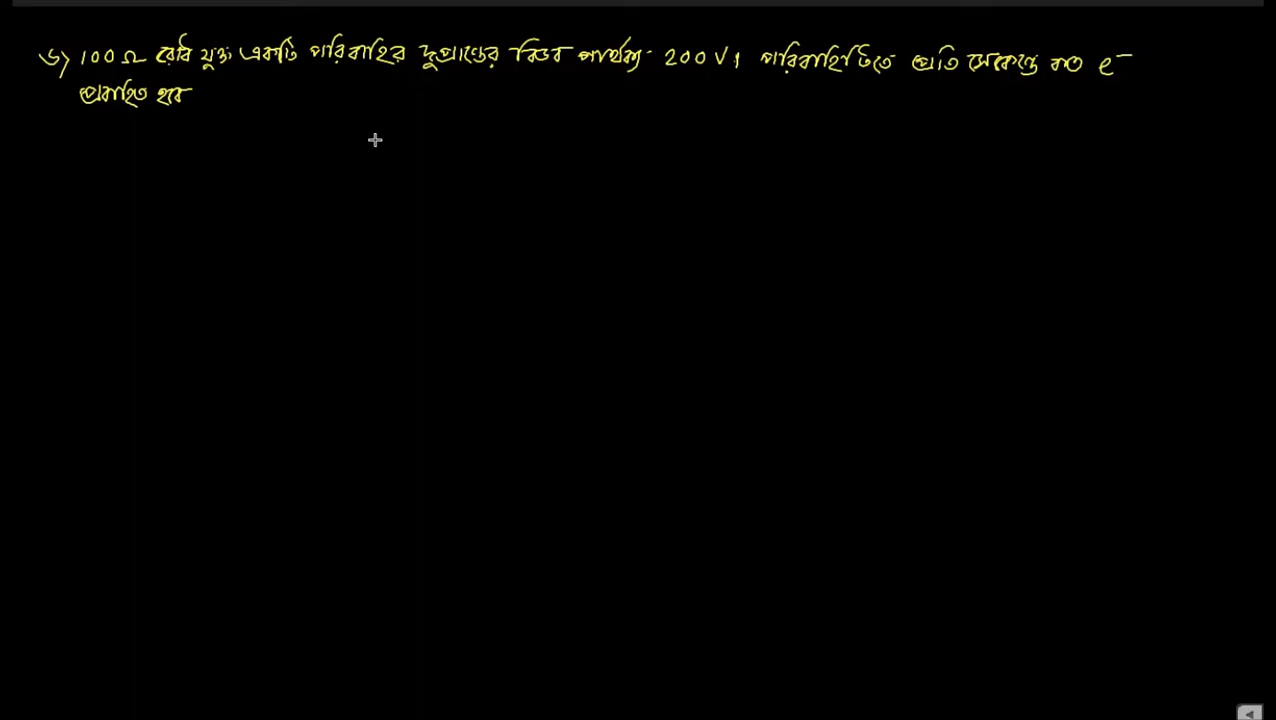 ৬) 100 Ω রোধ যুক্ত একটি পরিবাহির দুপ্রান্তের বিভব পার্থক্য 200 V । পরিবাহিটিতে প্রতি সেকেন্ডে কত e⁻
প্রবাহিত হবে